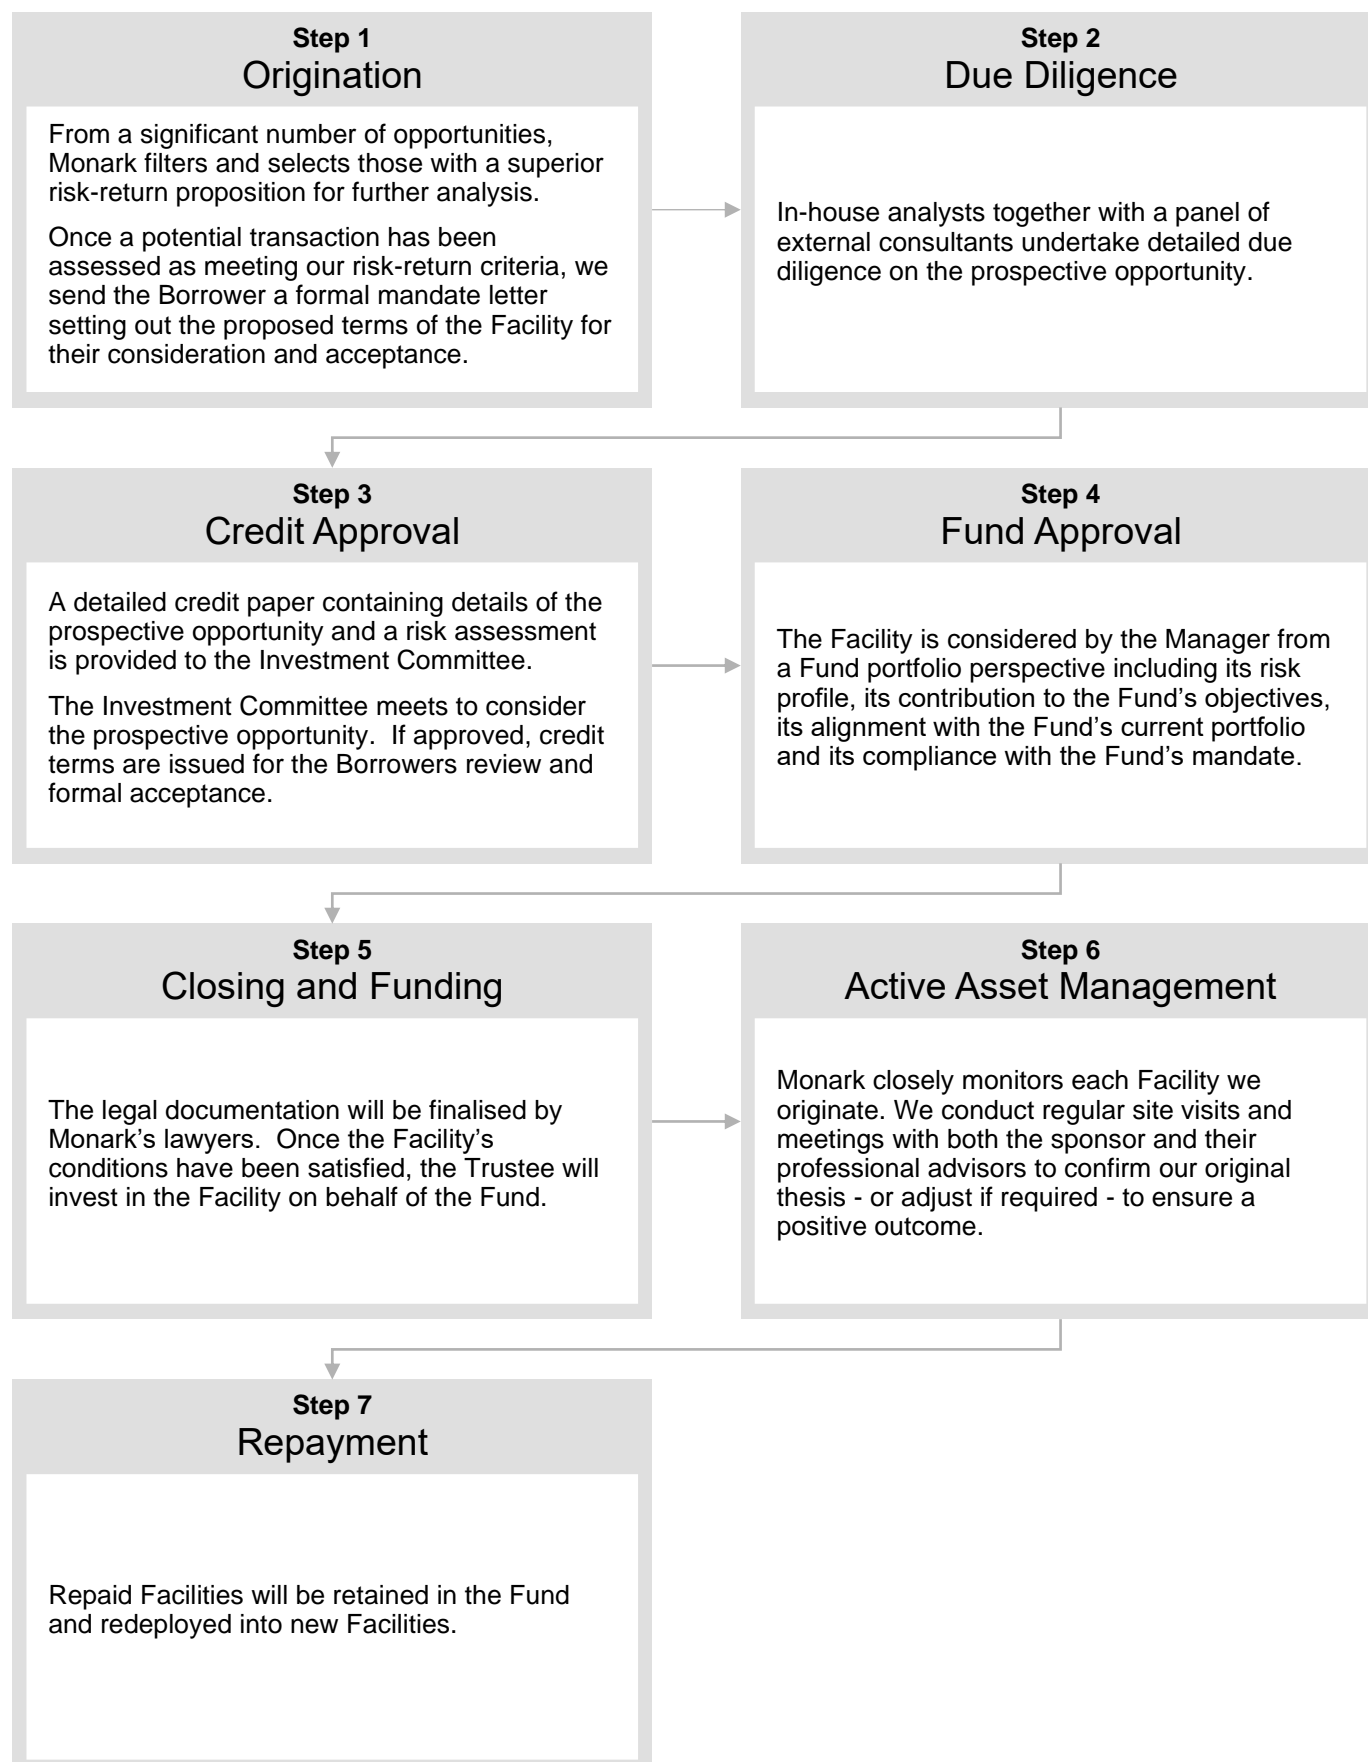 Step 1
Origination
From a significant number of opportunities,
Monark filters and selects those with a superior
risk-return proposition for further analysis.
Once a potential transaction has been
assessed as meeting our risk-return criteria, we
send the Borrower a formal mandate letter
setting out the proposed terms of the Facility for
their consideration and acceptance.
Step 2
Due Diligence
In-house analysts together with a panel of
external consultants undertake detailed due
diligence on the prospective opportunity.
Step 3
Credit Approval
A detailed credit paper containing details of the
prospective opportunity and a risk assessment
is provided to the Investment Committee.
The Investment Committee meets to consider
the prospective opportunity.  If approved, credit
terms are issued for the Borrowers review and
formal acceptance.
Step 4
Fund Approval
The Facility is considered by the Manager from
a Fund portfolio perspective including its risk
profile, its contribution to the Fund’s objectives,
its alignment with the Fund’s current portfolio
and its compliance with the Fund’s mandate.
Step 5
Closing and Funding
The legal documentation will be finalised by
Monark’s lawyers.  Once the Facility’s
conditions have been satisfied, the Trustee will
invest in the Facility on behalf of the Fund.
Step 6
Active Asset Management
Monark closely monitors each Facility we
originate. We conduct regular site visits and
meetings with both the sponsor and their
professional advisors to confirm our original
thesis - or adjust if required - to ensure a
positive outcome.
Step 7
Repayment
Repaid Facilities will be retained in the Fund
and redeployed into new Facilities.